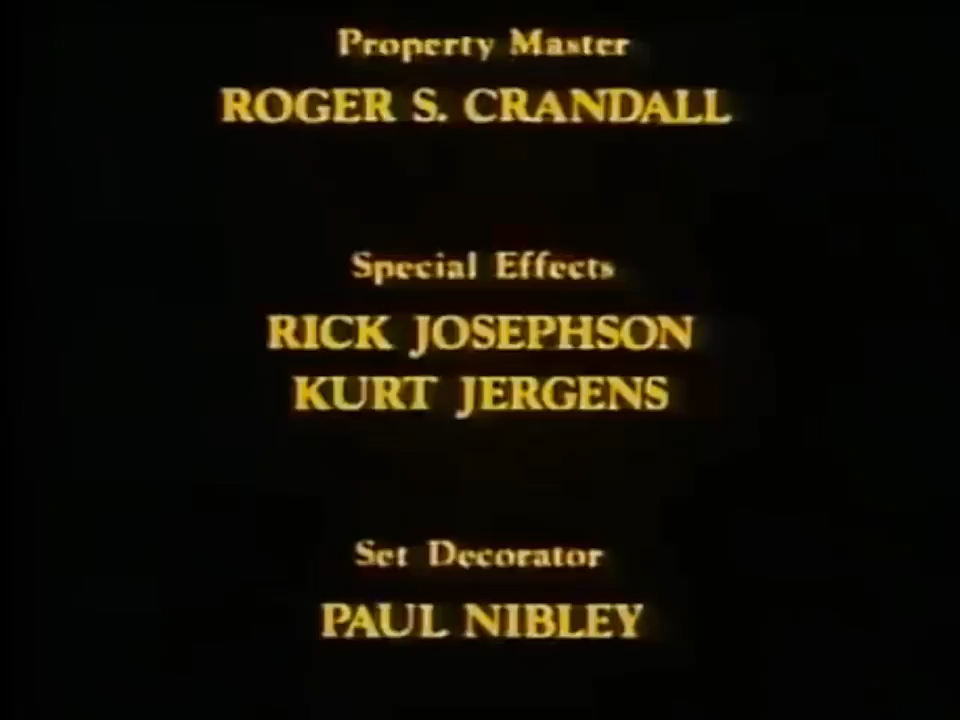 Property Master
ROGER S. CRANDALL
Special Effects
RICK JOSEPHSON
KURT JERGENS
Set Decorator
PAUL NIBLEY